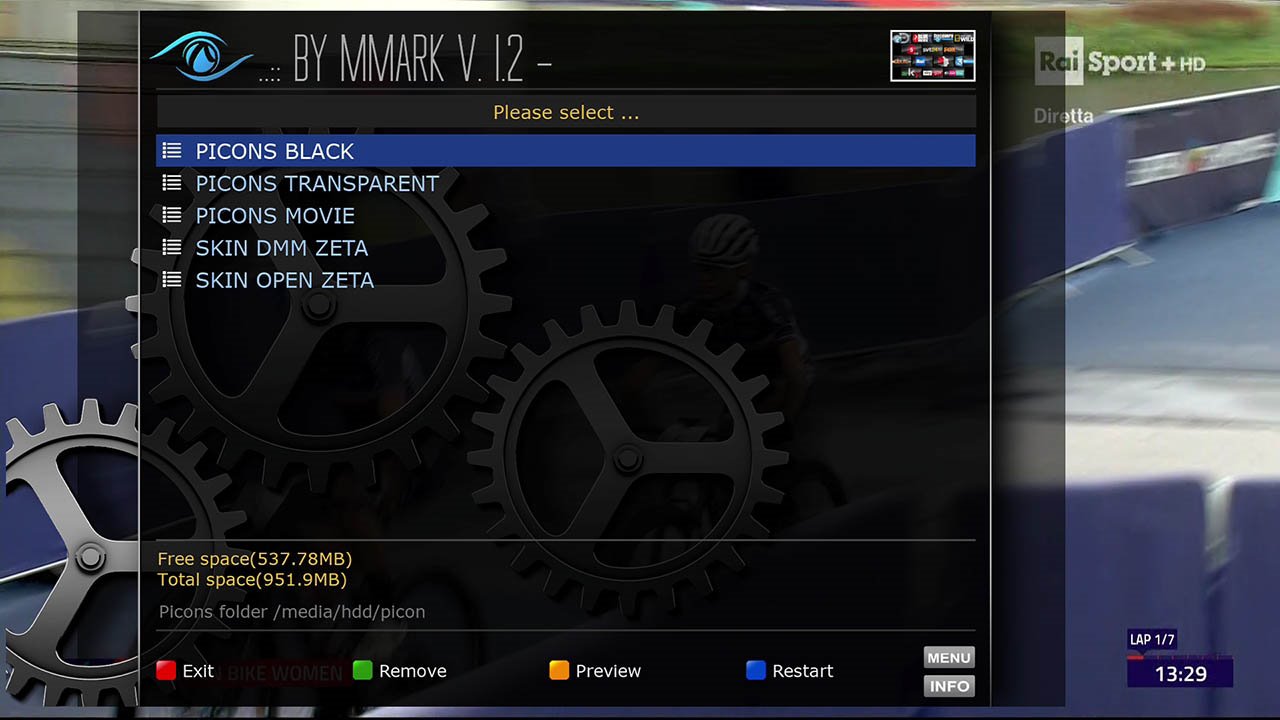 ..:: BY MMARK V. 1.2 –
Rai Sport + HD
Diretta
Please select ...
PICONS BLACK
PICONS TRANSPARENT
PICONS MOVIE
SKIN DMM ZETA
SKIN OPEN ZETA
Free space(537.78MB)
Total space(951.9MB)
Picons folder /media/hdd/picon
LAP 1/7
13:29
Exit
BIKE WOMEN
Remove
Preview
Restart
MENU
INFO